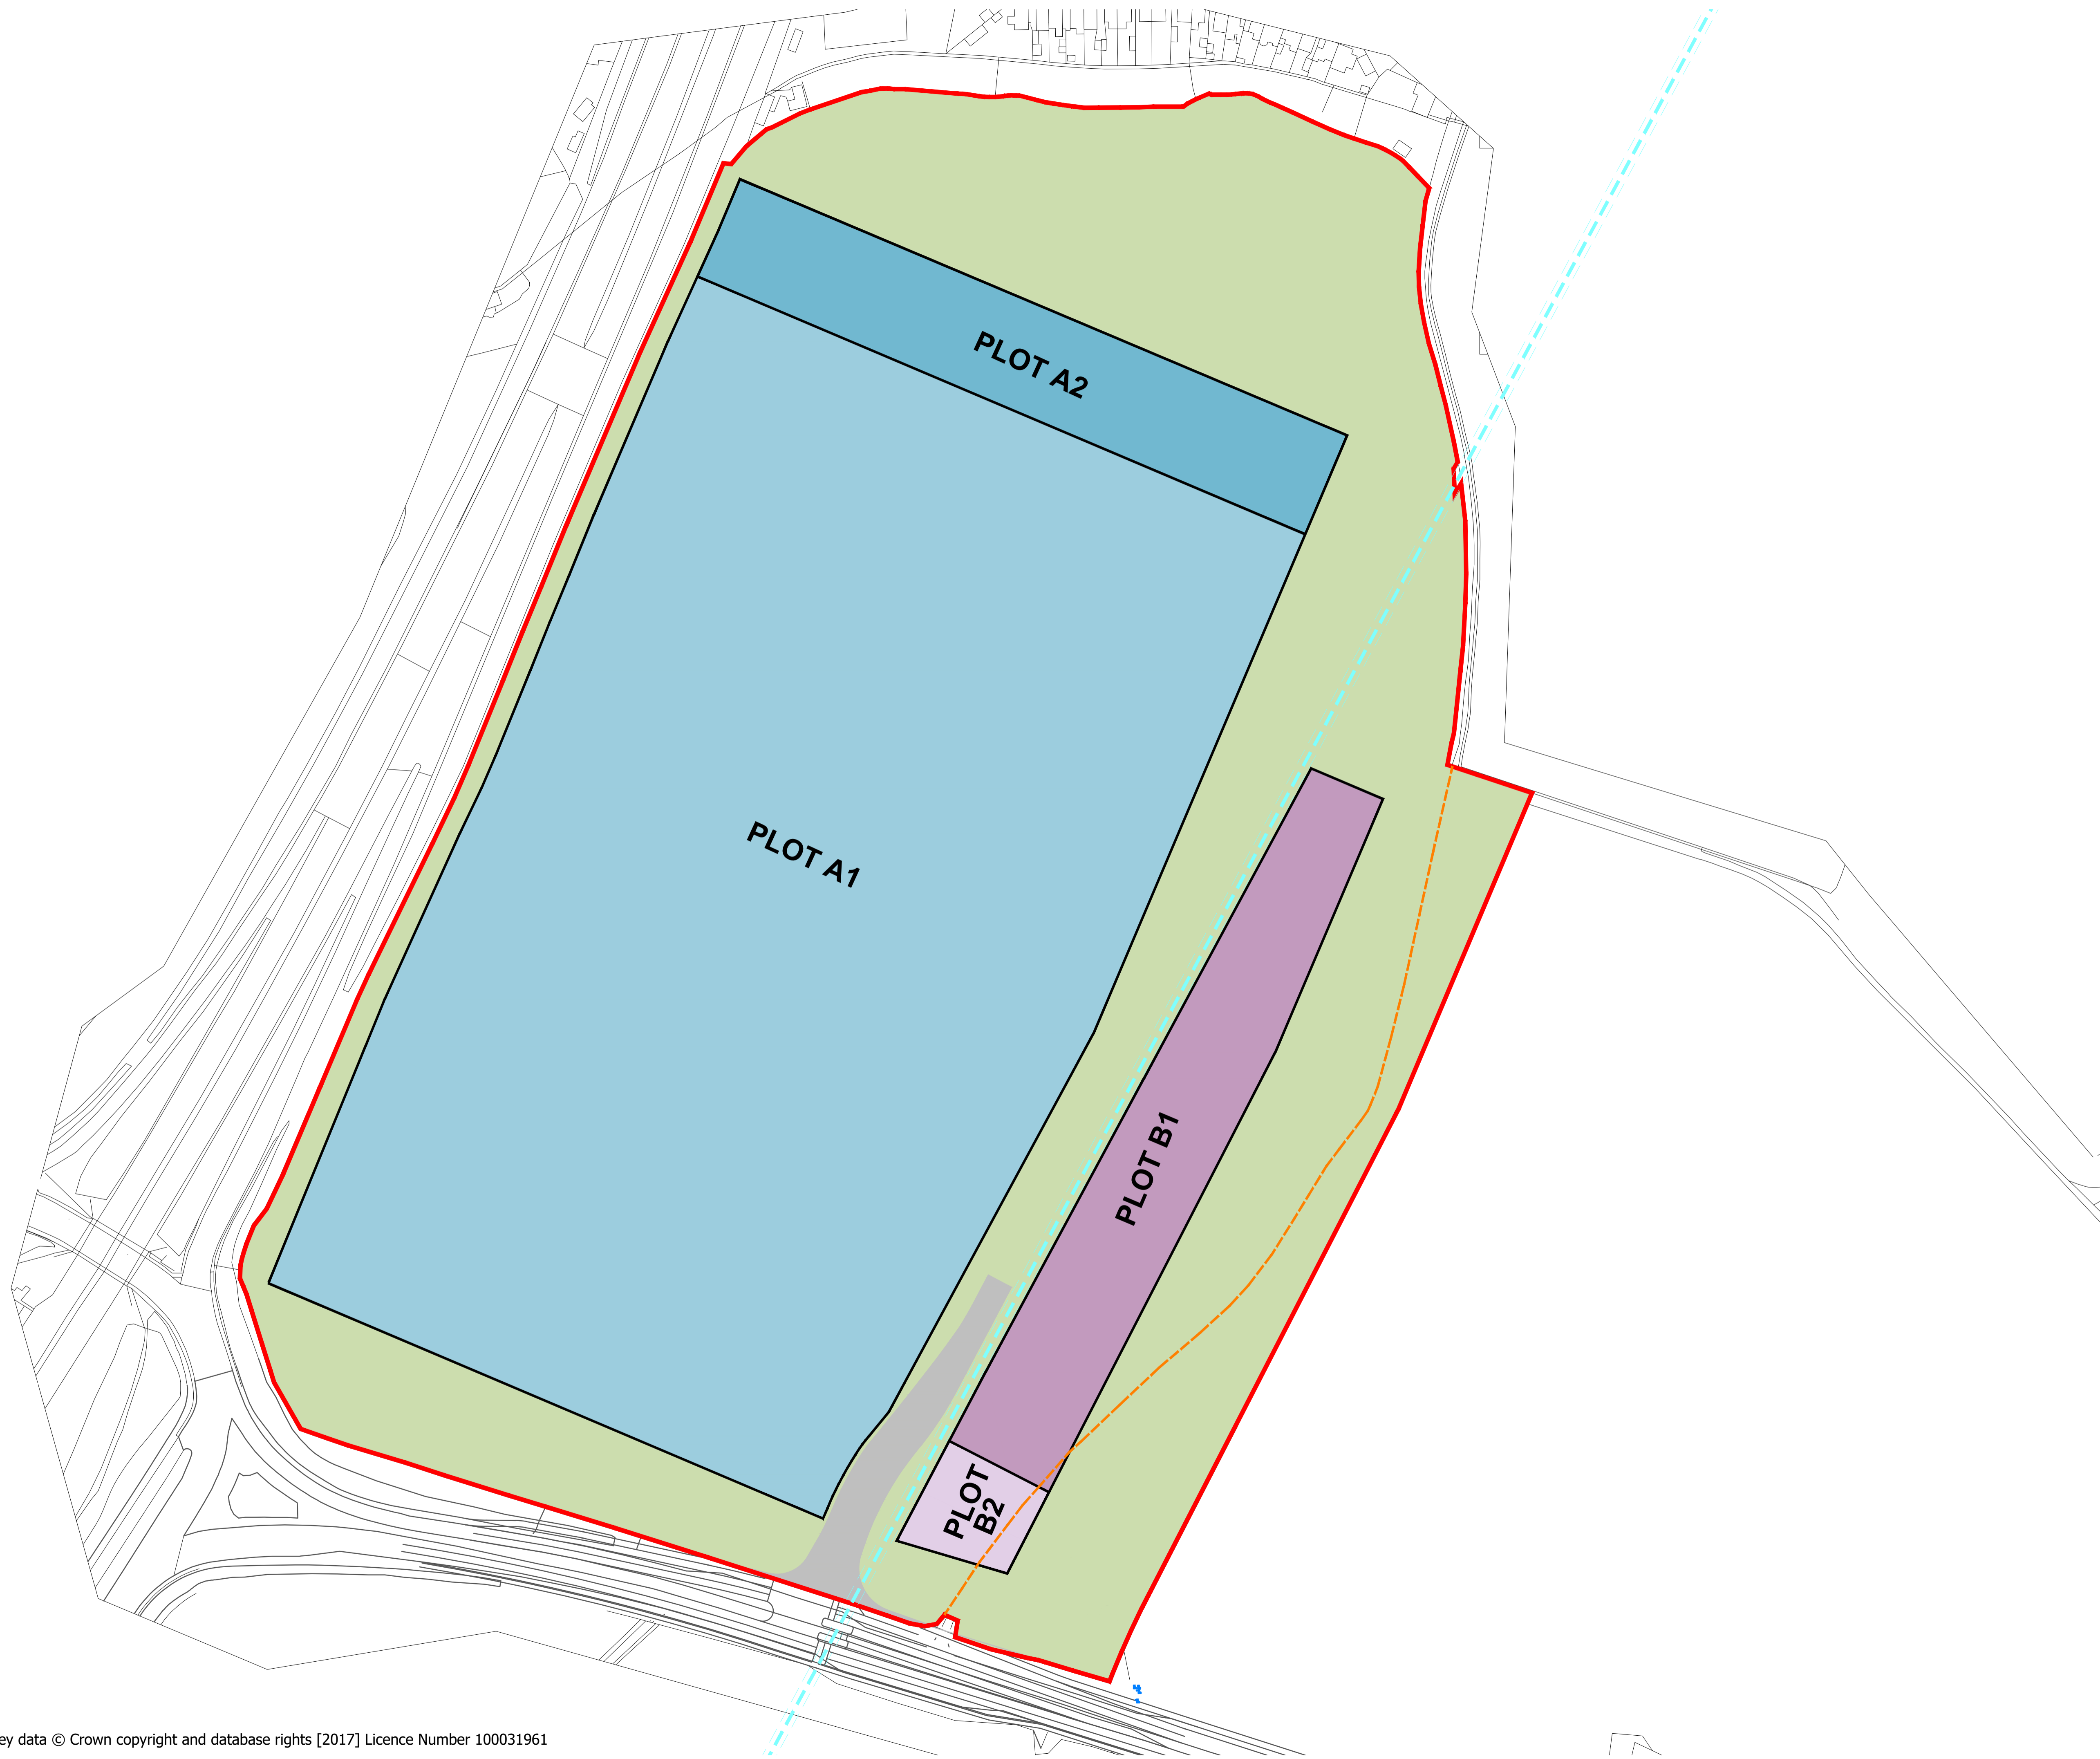 PLOT A2
PLOT A1
PLOT B1
PLOT
B2
ey data © Crown copyright and database rights [2017] Licence Number 100031961